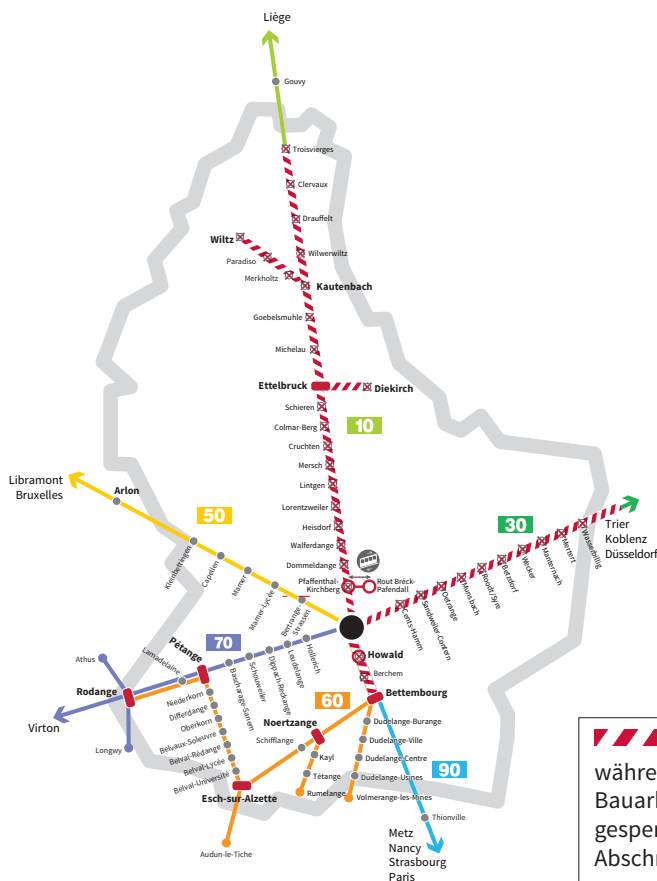 Liège
Gouvy
Troisvierges
Clervaux
Drauffelt
Wiltz
Wilwerwiltz
Paradiso
Merkholtz
Kautenbach
Goebelsmuhle
Michelau
Ettelbruck
Diekirch
Schieren
10
Colmar-Berg
Cruchten
Mersch
Lintgen
Lorentzweiler
Heisdorf
Walferdange
Dommeldange
Pfaffenthal-
Kirchberg
Rout Bréck-
Pafendall
Libramont
Bruxelles
Arlon
50
Kleinbettingen
Capellen
Mamer
Mamer-Lycée
Bertrange-
Strassen
30
Trier
Koblenz
Düsseldorf
Cents-Hamm
Sandweiler-Contern
Oetrange
Munsbach
Roodt/Syre
Betzdorf
Wecker
Manternach
Mertert
Wasserbillig
70
Athus
Lamadelaine
Pétange
Rodange
Virton
Longwy
Bascharage-Sanem
Schouweiler
Dippach-Reckange
Leudelange
Hollerich
Howald
Berchem
Bettembourg
60
Niederkorn
Differdange
Oberkorn
Belvaux-Soleuvre
Belval-Rédange
Belval-Lycée
Belval-Université
Esch-sur-Alzette
Audun-le-Tiche
Noertzange
Schifflange
Kayl
Tétange
Rumelange
Dudelange-Burange
Dudelange-Ville
Dudelange-Centre
Dudelange-Usines
Volmerange-les-Mines
90
Thionville
Metz
Nancy
Strasbourg
Paris
währe
Bauarl
gesper
Abschr